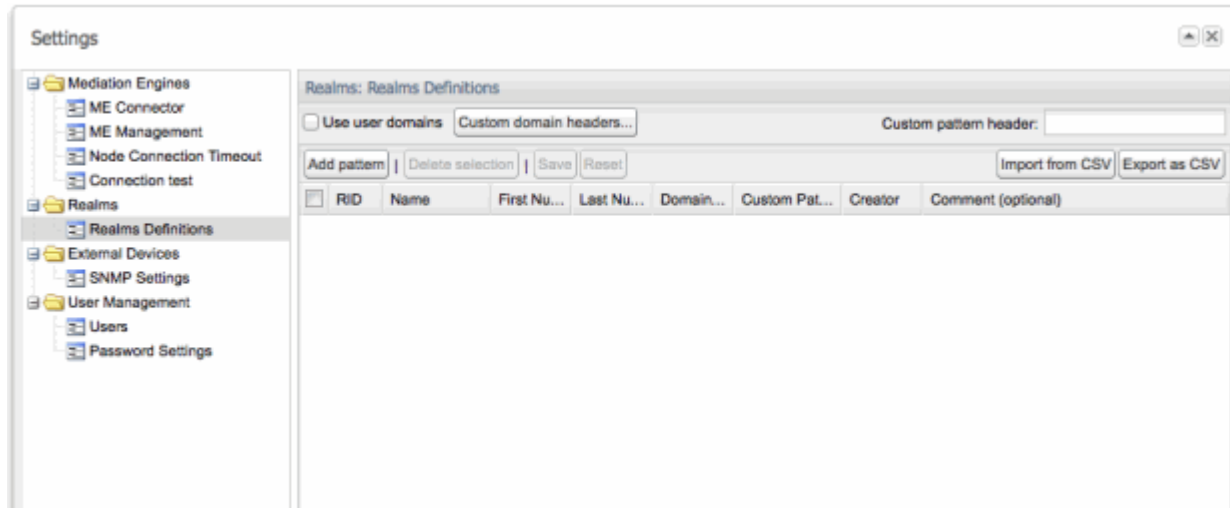 Settings
Mediation Engines
ME Connector
ME Management
Node Connection Timeout
Connection test
Realms
Realms Definitions
External Devices
SNMP Settings
User Management
Users
Password Settings
Realms: Realms Definitions
Use user domains Custom domain headers... Custom pattern header:
Add pattern | Delete selection | Save Reset Import from CSV Export as CSV
RID Name First Nu... Last Nu... Domain... Custom Pat... Creator Comment (optional)